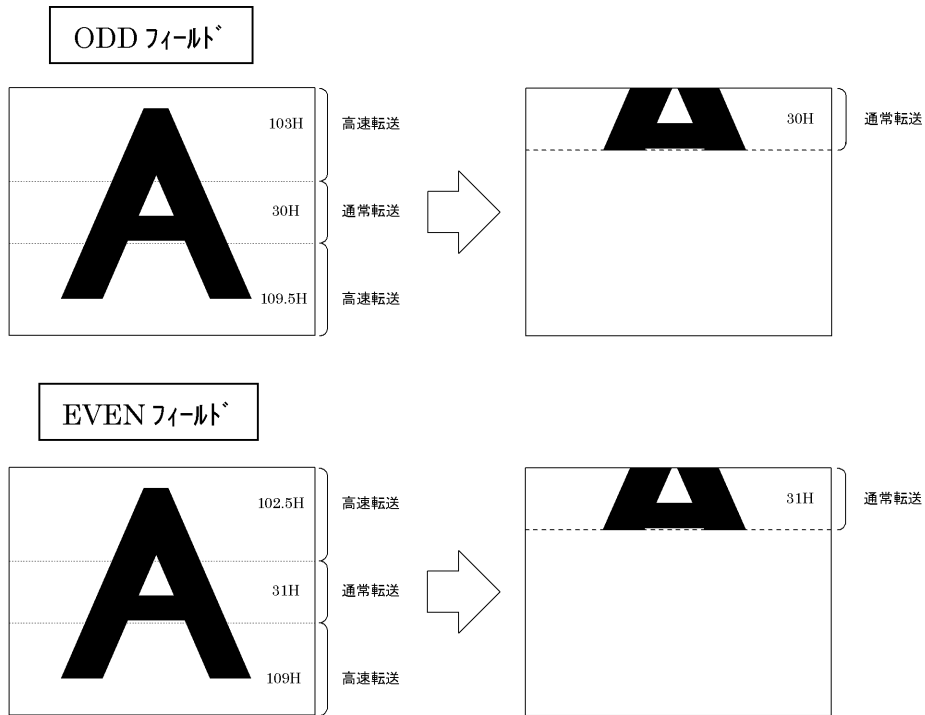 ODD フィールド
103H
高速転送
30H
通常転送
109.5H
高速転送
30H
通常転送
EVEN フィールド
102.5H
高速転送
31H
通常転送
109H
高速転送
31H
通常転送